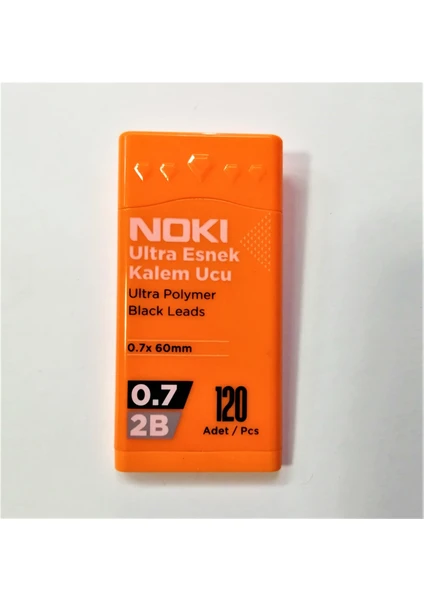 NOKI
Ultra Esnek
Kalem Ucu
Ultra Polymer
Black Leads
0.7x 60mm
0.7
2B
120
Adet / Pcs